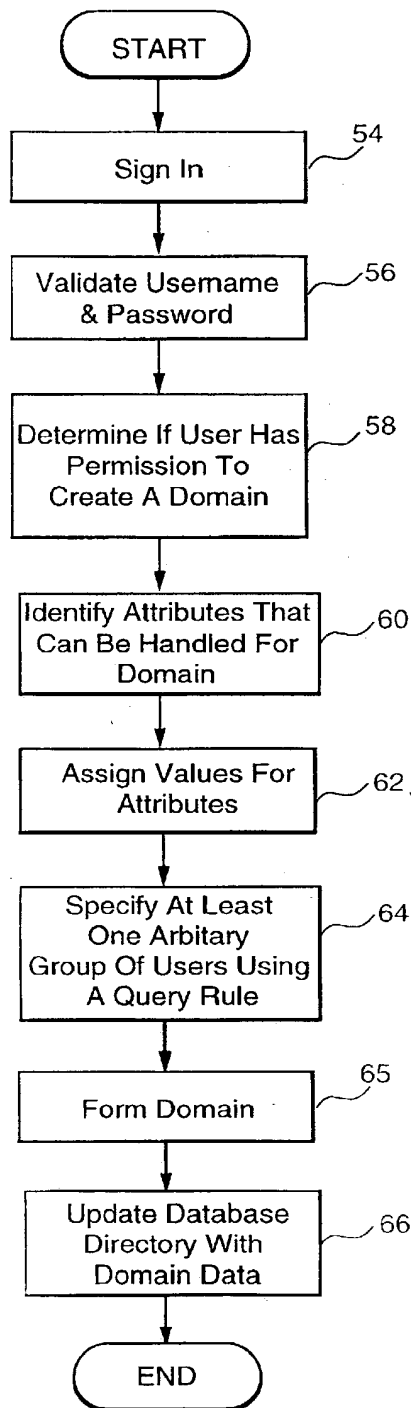 START
54
Sign In
56
Validate Username
& Password
58
Determine If User Has
Permission To
Create A Domain
60
Identify Attributes That
Can Be Handled For
Domain
62
Assign Values For
Attributes
64
Specify At Least
One Arbitary
Group Of Users Using
A Query Rule
65
Form Domain
66
Update Database
Directory With
Domain Data
END